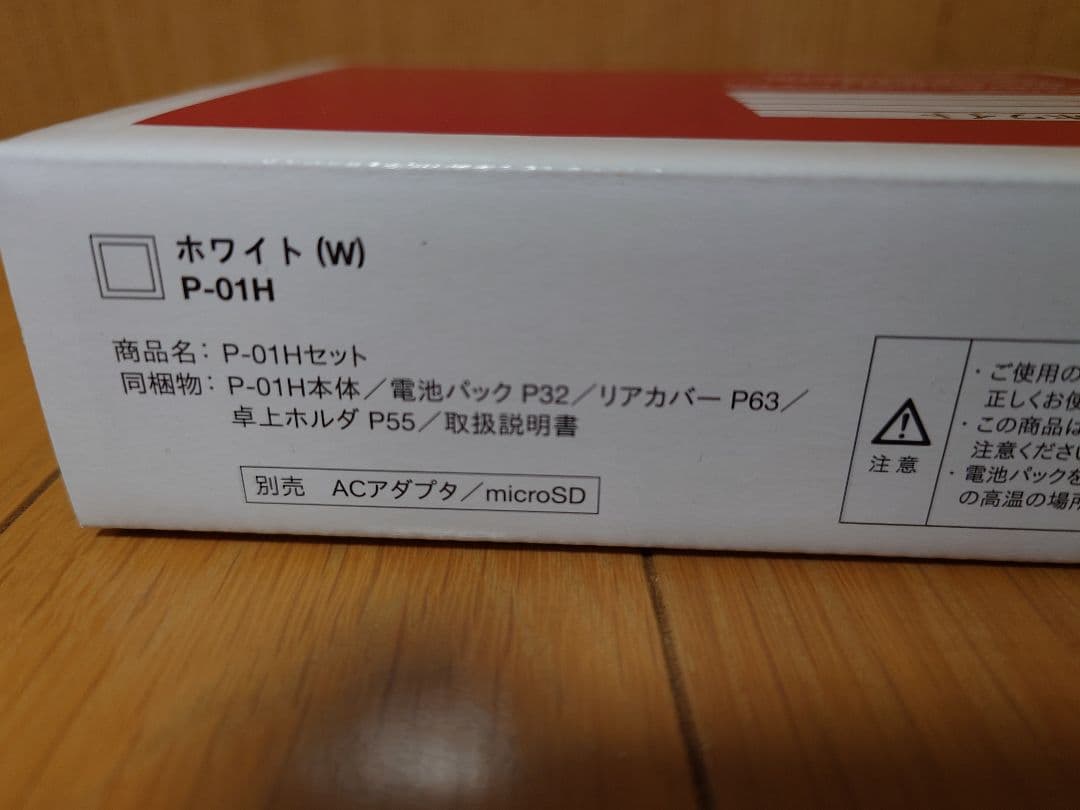 ホワイト
ホワイト (W)
P-01H
商品名： P-01Hセット
同梱物： P-01H本体／電池パック P32／リアカバー P63／
卓上ホルダ P55／取扱説明書
別売 ACアダプタ／microSD
注意
・ご使用の
正しくお使
・この商品は
注意くださ
・電池パックを
の高温の場所